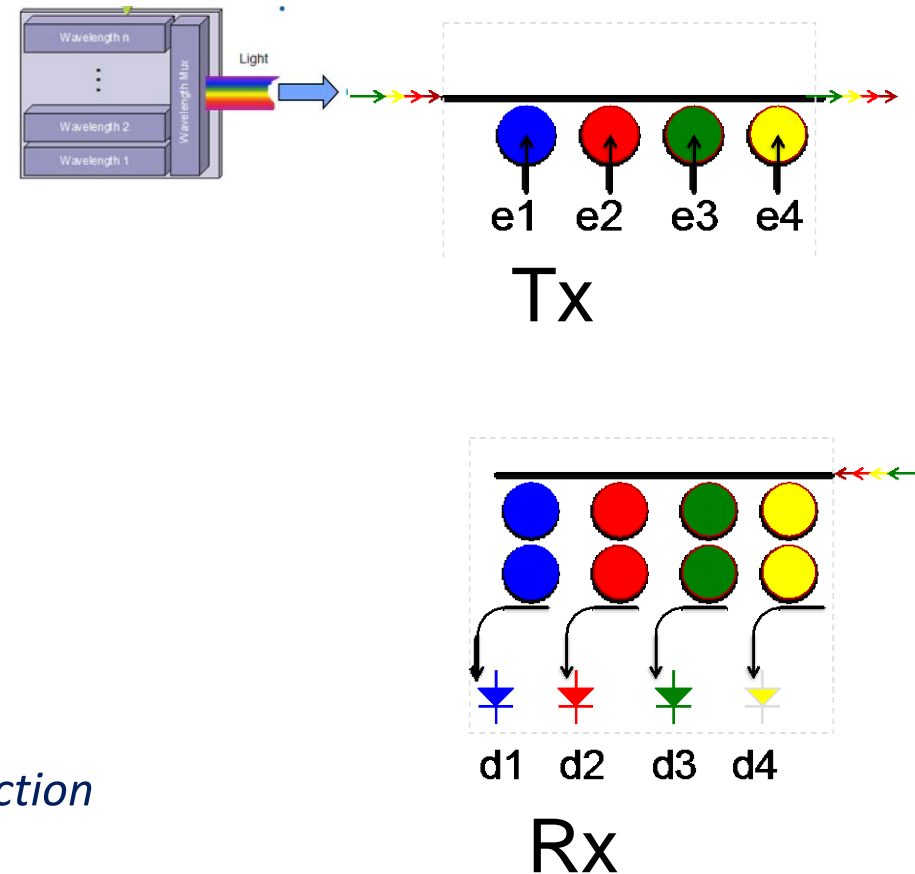 Wavelength n
Wavelength 2
Wavelength 1
Wavelength Mux
Light
e1 e2 e3 e4
Tx
d1 d2 d3 d4
ction
Rx